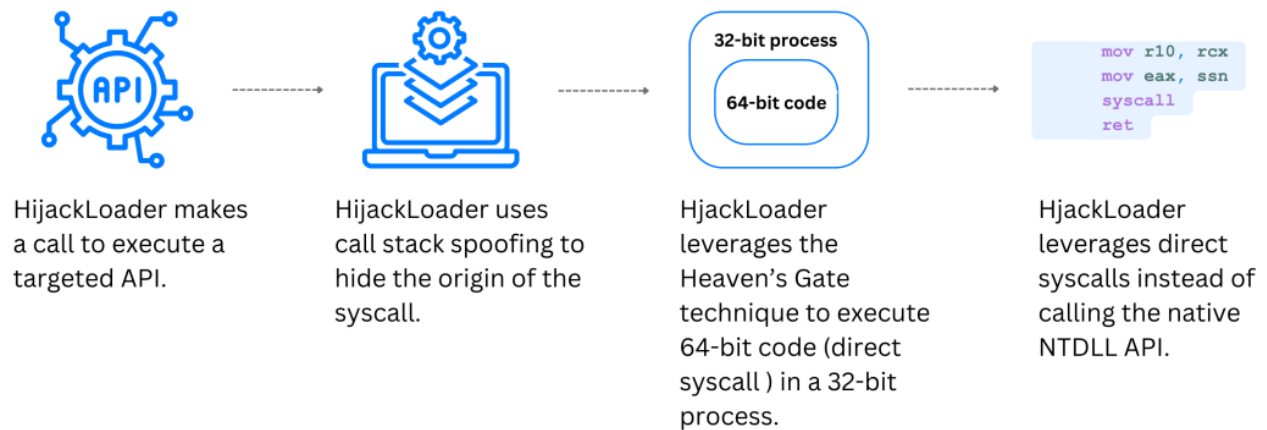 API
32-bit process
64-bit code
mov r10, rcx
mov eax, ssn
syscall
ret
HijackLoader makes
a call to execute a
targeted API.
HijackLoader uses
call stack spoofing to
hide the origin of the
syscall.
HjackLoader
leverages the
Heaven’s Gate
technique to execute
64-bit code (direct
syscall ) in a 32-bit
process.
HjackLoader
leverages direct
syscalls instead of
calling the native
NTDLL API.